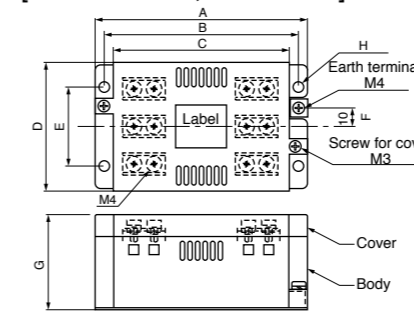 A
B
C
H
Earth termina
M4
D
E
Label
10
F
Screw for cov
M3
M4
G
Cover
Body